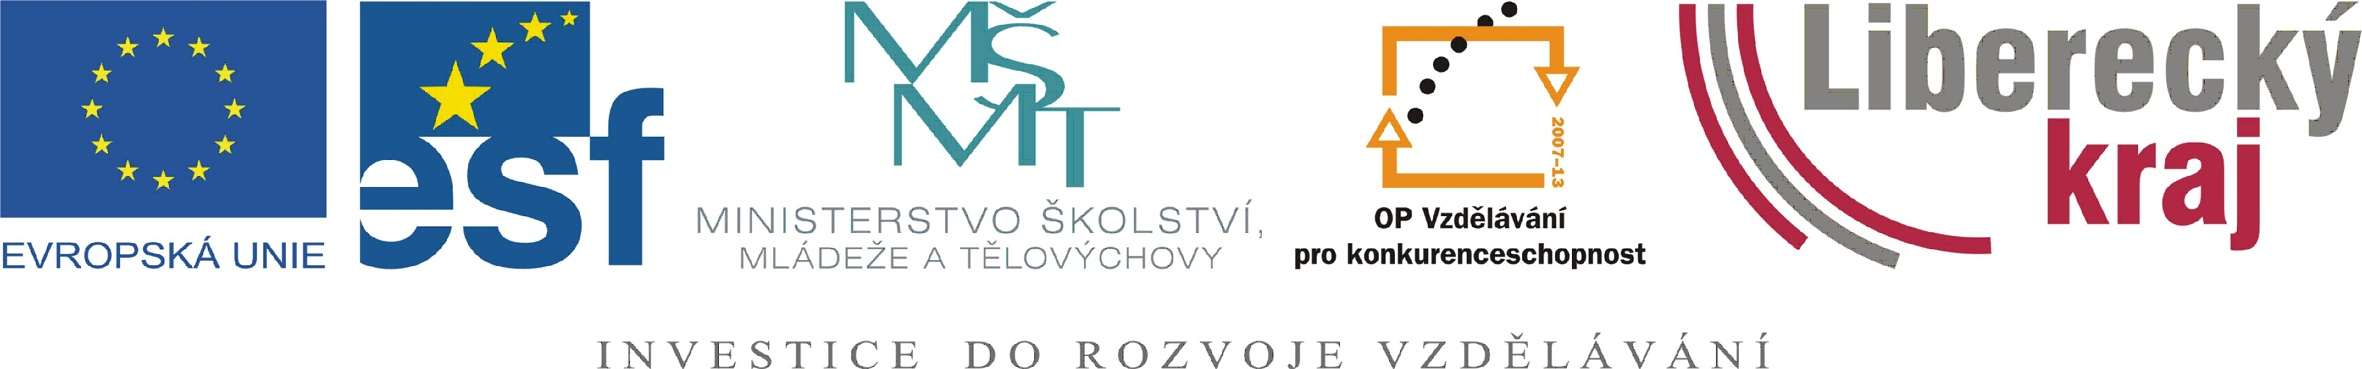 EVROPSKÁ UNIE
esf
MŠMT
MINISTERSTVO ŠKOLSTVÍ,
MLÁDEŽE A TĚLOVÝCHOVY
2007-13
OP Vzdělávání
pro konkurenceschopnost
Liberecký
kraj
INVESTICE DO ROZVOJE VZDĚLÁVÁNÍ